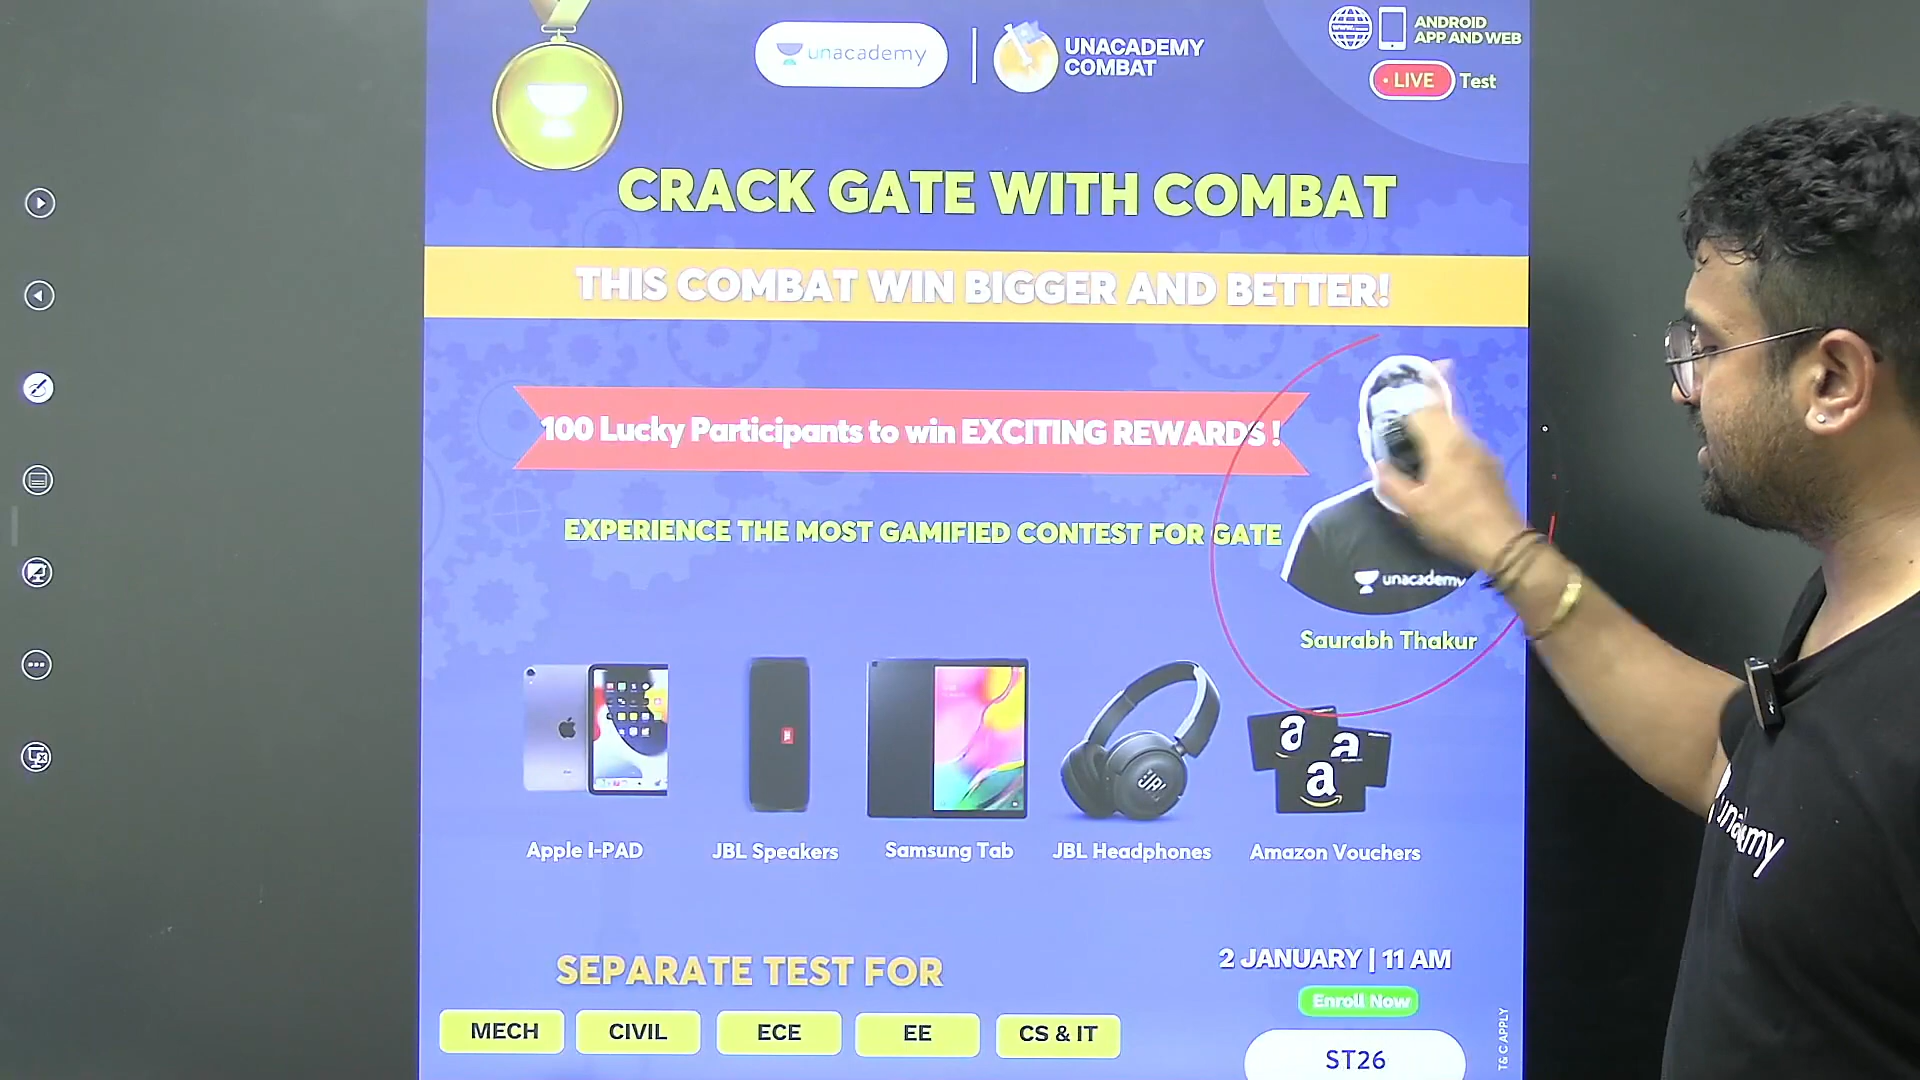 unacademy
UNACADEMY
COMBAT
ANDROID
APP AND WEB
LIVE Test
CRACK GATE WITH COMBAT
THIS COMBAT WIN BIGGER AND BETTER!
100 Lucky Participants to win EXCITING REWARDS !
EXPERIENCE THE MOST GAMIFIED CONTEST FOR GATE
unacademy
Saurabh Thakur
JBL
a a
a
Apple I-PAD
JBL Speakers
Samsung Tab
JBL Headphones
Amazon Vouchers
unacademy
SEPARATE TEST FOR
MECH
CIVIL
ECE
EE
CS & IT
2 JANUARY | 11 AM
Enroll Now
ST26
T & C APPLY